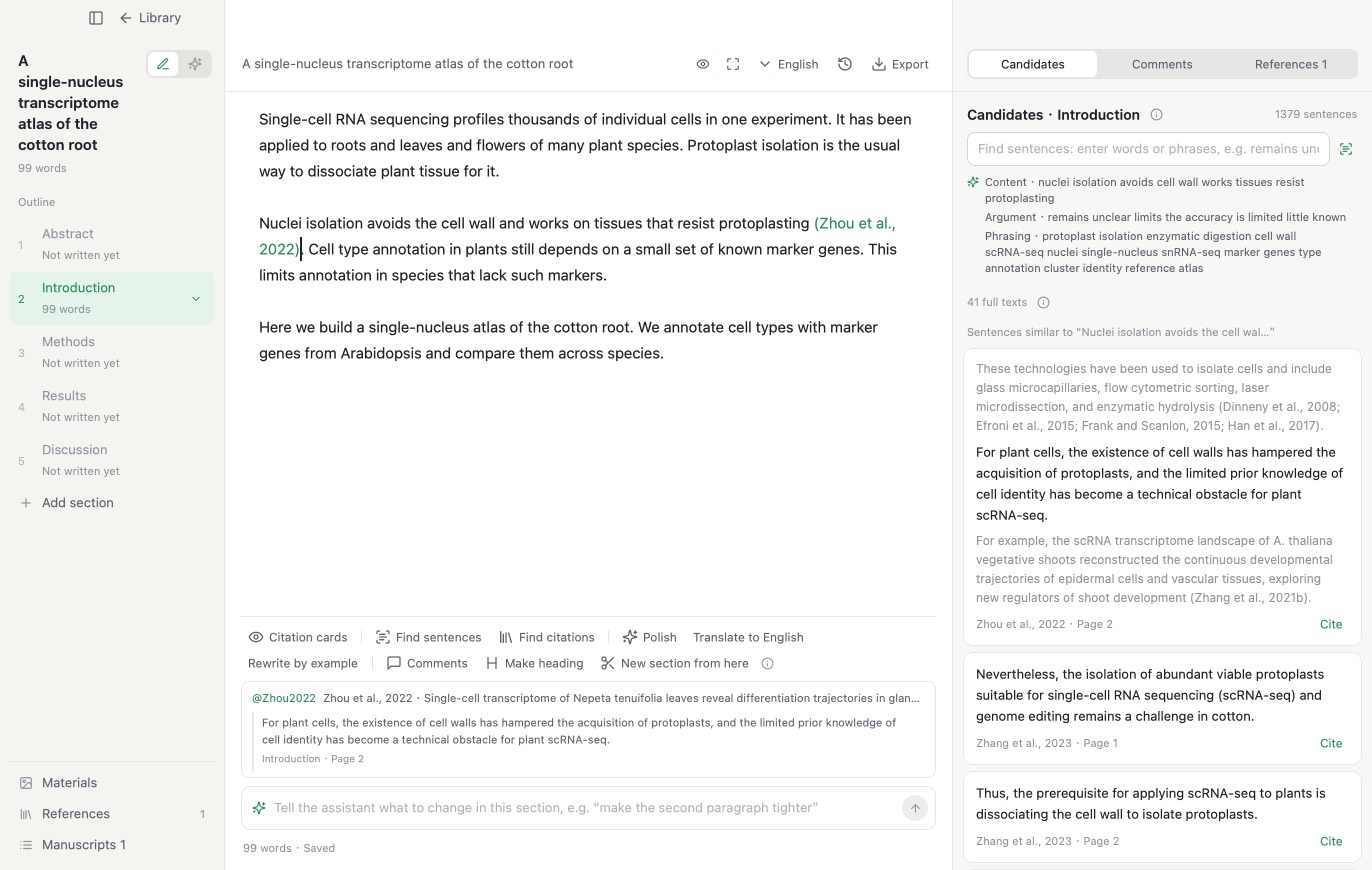 Library
A
single-nucleus
transcriptome
atlas of the
cotton root
99 words
Outline
1 Abstract
Not written yet
2 Introduction
99 words
3 Methods
Not written yet
4 Results
Not written yet
5 Discussion
Not written yet
Add section
Materials
References 1
Manuscripts 1
A single-nucleus transcriptome atlas of the cotton root
English
Export
Single-cell RNA sequencing profiles thousands of individual cells in one experiment. It has been
applied to roots and leaves and flowers of many plant species. Protoplast isolation is the usual
way to dissociate plant tissue for it.
Nuclei isolation avoids the cell wall and works on tissues that resist protoplasting (Zhou et al.,
2022). Cell type annotation in plants still depends on a small set of known marker genes. This
limits annotation in species that lack such markers.
Here we build a single-nucleus atlas of the cotton root. We annotate cell types with marker
genes from Arabidopsis and compare them across species.
Citation cards Find sentences Find citations Polish Translate to English
Rewrite by example Comments Make heading New section from here
@Zhou2022 Zhou et al., 2022 · Single-cell transcriptome of Nepeta tenuifolia leaves reveal differentiation trajectories in glan...
For plant cells, the existence of cell walls has hampered the acquisition of protoplasts, and the limited prior knowledge of
cell identity has become a technical obstacle for plant scRNA-seq.
Introduction · Page 2
Tell the assistant what to change in this section, e.g. “make the second paragraph tighter”
99 words · Saved
Candidates Comments References 1
Candidates · Introduction 1379 sentences
Find sentences: enter words or phrases, e.g. remains un
Content · nuclei isolation avoids cell wall works tissues resist
protoplasting
Argument · remains unclear limits the accuracy is limited little known
Phrasing · protoplast isolation enzymatic digestion cell wall
scRNA-seq nuclei single-nucleus snRNA-seq marker genes type
annotation cluster identity reference atlas
41 full texts
Sentences similar to “Nuclei isolation avoids the cell wal...”
These technologies have been used to isolate cells and include
glass microcapillaries, flow cytometric sorting, laser
microdissection, and enzymatic hydrolysis (Dinneny et al., 2008;
Efroni et al., 2015; Frank and Scanlon, 2015; Han et al., 2017).
For plant cells, the existence of cell walls has hampered the
acquisition of protoplasts, and the limited prior knowledge of
cell identity has become a technical obstacle for plant
scRNA-seq.
For example, the scRNA transcriptome landscape of A. thaliana
vegetative shoots reconstructed the continuous developmental
trajectories of epidermal cells and vascular tissues, exploring
new regulators of shoot development (Zhang et al., 2021b).
Zhou et al., 2022 · Page 2 Cite
Nevertheless, the isolation of abundant viable protoplasts
suitable for single-cell RNA sequencing (scRNA-seq) and
genome editing remains a challenge in cotton.
Zhang et al., 2023 · Page 1 Cite
Thus, the prerequisite for applying scRNA-seq to plants is
dissociating the cell wall to isolate protoplasts.
Zhang et al., 2023 · Page 2 Cite